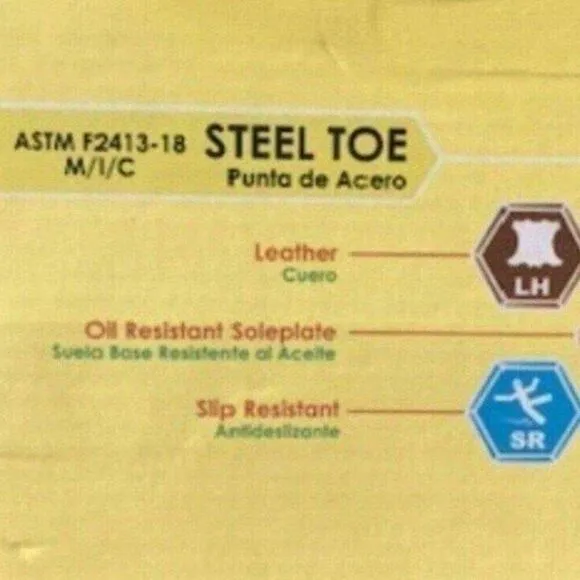 ASTM F2413-18 STEEL TOE
M/I/C Punta de Acero
Leather
Cuero
LH
Oil Resistant Soleplate
Suela Base Resistente al Aceite
Slip Resistant
Antideslizante
SR